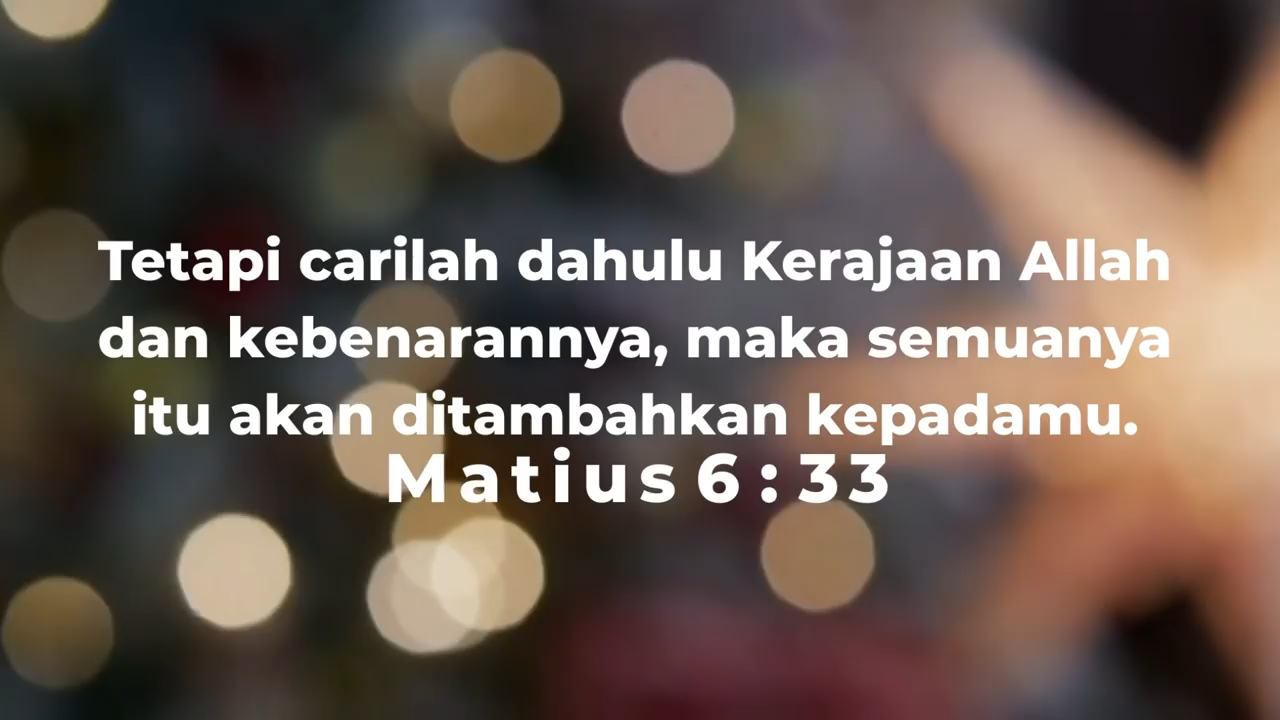 Tetapi carilah dahulu Kerajaan Allah
dan kebenarannya, maka semuanya
itu akan ditambahkan kepadamu.
Matius 6:33